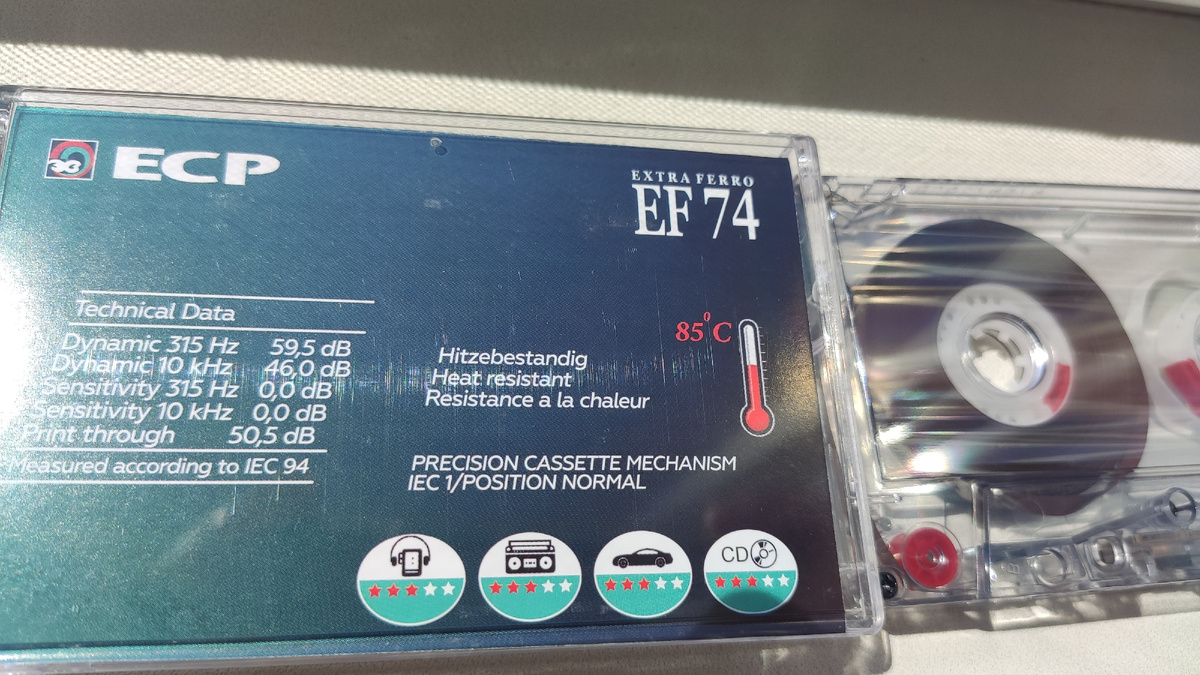 ECP
EXTRA FERRO
EF 74
Technical Data
Dynamic 315 Hz 59,5 dB
Dynamic 10 kHz 46,0 dB
Sensitivity 315 Hz 0,0 dB
Sensitivity 10 kHz 0,0 dB
Print through 50,5 dB
Measured according to IEC 94
85°C
Hitzebestandig
Heat resistant
Resistance a la chaleur
PRECISION CASSETTE MECHANISM
IEC 1/POSITION NORMAL
CD